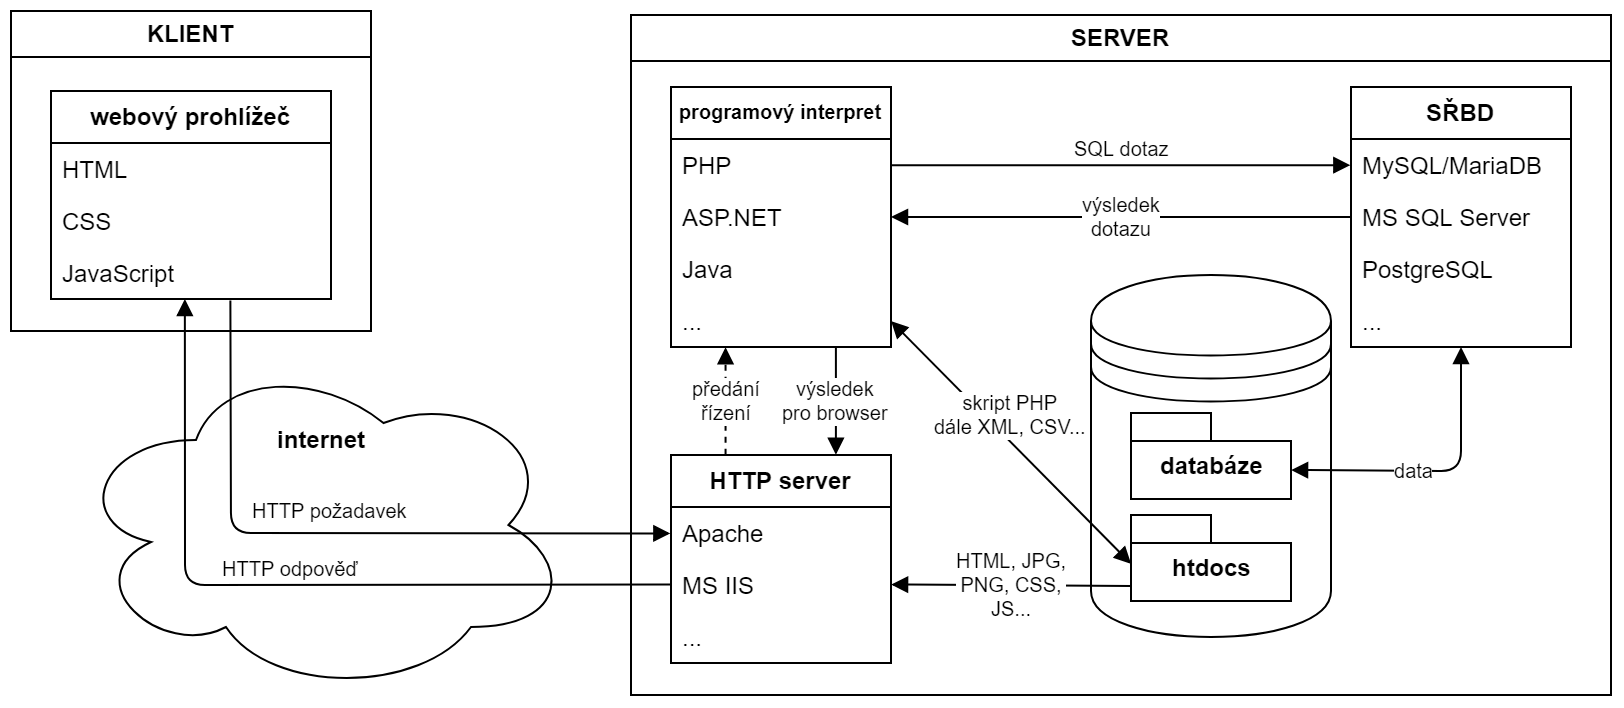 KLIENT
webový prohlížeč
HTML
CSS
JavaScript
internet
HTTP požadavek
HTTP odpověď
SERVER
programový interpret
PHP
ASP.NET
Java
...
SQL dotaz
výsledek
dotazu
SŘBD
MySQL/MariaDB
MS SQL Server
PostgreSQL
...
předání
řízení
výsledek
pro browser
skript PHP
dále XML, CSV...
databáze
data
htdocs
HTTP server
Apache
MS IIS
...
HTML, JPG,
PNG, CSS,
JS...